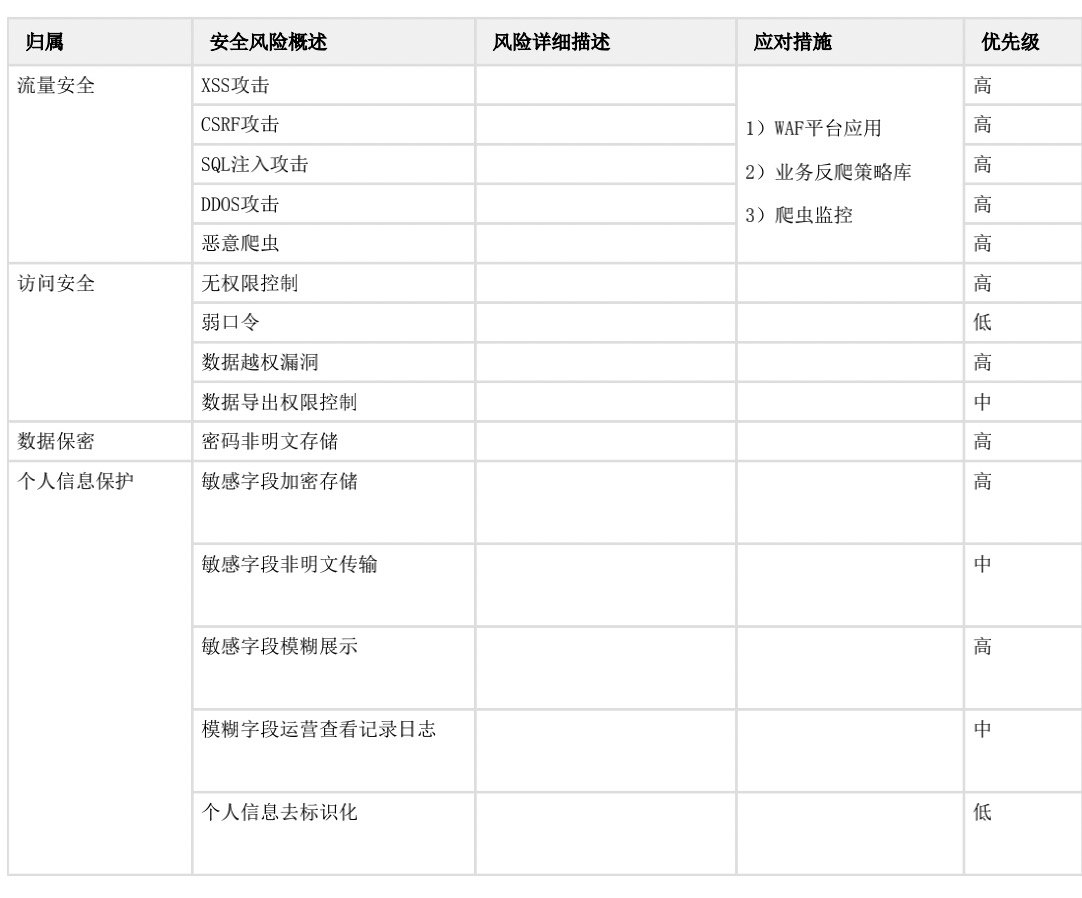 归属 安全风险概述 风险详细描述 应对措施 优先级
流量安全 XSS攻击 高
CSRF攻击 高
1）WAF平台应用
SQL注入攻击 高
2）业务反爬策略库
DDOS攻击 高
3）爬虫监控
恶意爬虫 高
访问安全 无权限控制 高
弱口令 低
数据越权漏洞 高
数据导出权限控制 中
数据保密 密码非明文存储 高
个人信息保护 敏感字段加密存储 高
敏感字段非明文传输 中
敏感字段模糊展示 高
模糊字段运营查看记录日志 中
个人信息去标识化 低